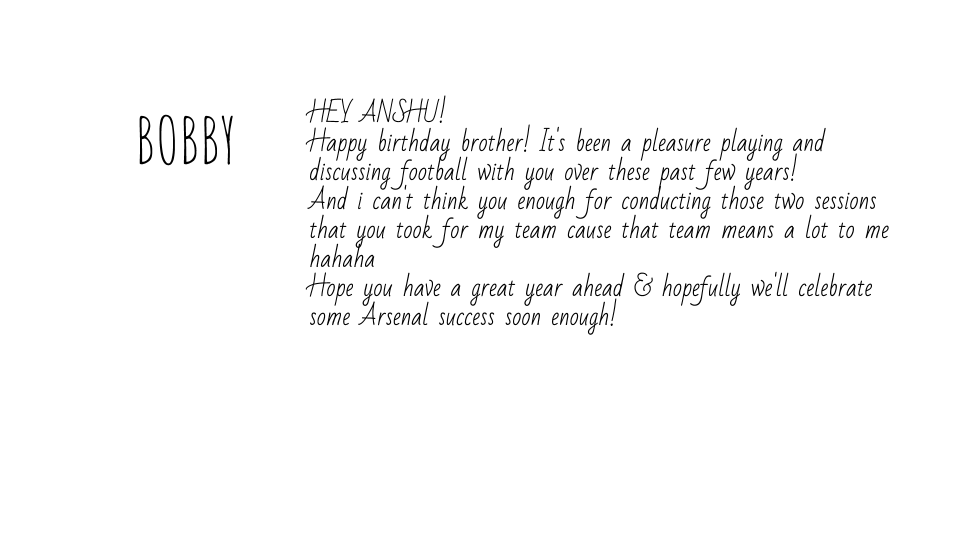 BOBBY
HEY ANSHU!
Happy birthday brother! It's been a pleasure playing and
discussing football with you over these past few years!
And i can't think you enough for conducting those two sessions
that you took for my team cause that team means a lot to me
hahaha
Hope you have a great year ahead & hopefully we'll celebrate
some Arsenal success soon enough!